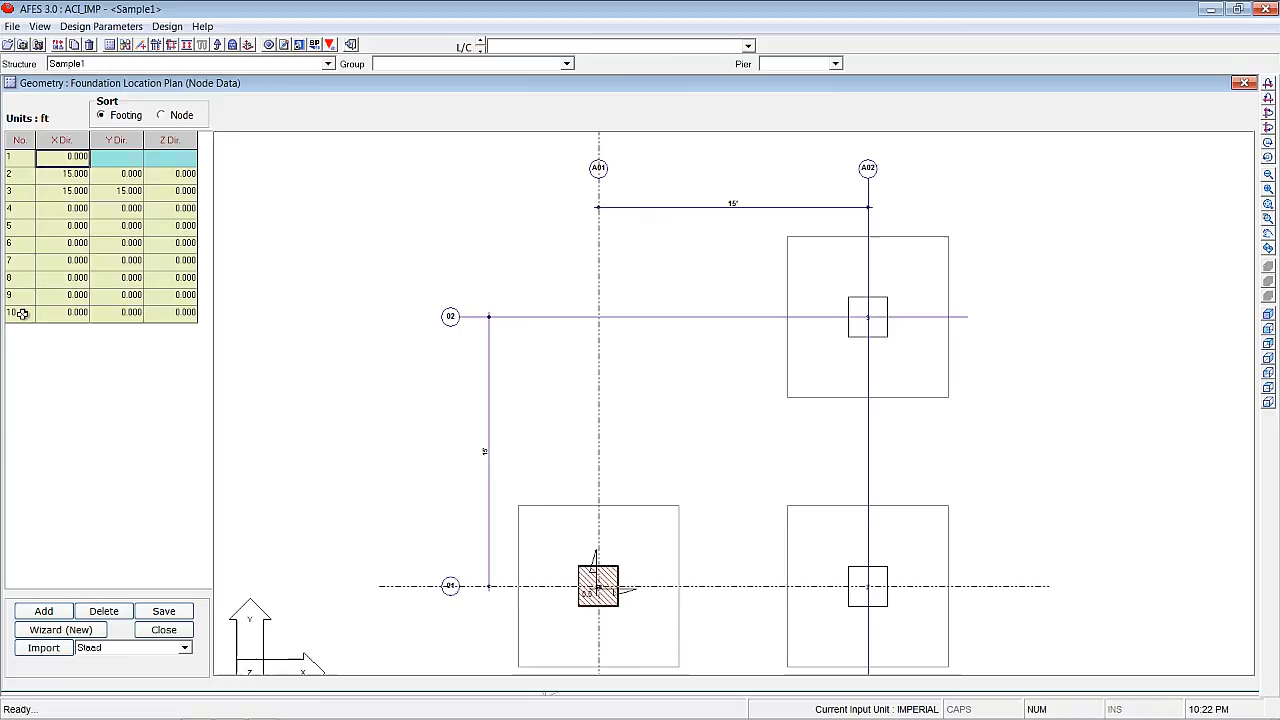 AFES 3.0 : ACI_IMP - <Sample1>
File View Design Parameters Design Help
L/C
Structure Sample1 Group Pier
Geometry : Foundation Location Plan (Node Data)
Sort
Units : ft Footing Node
No. X Dir. Y Dir. Z Dir.
1 0.000
2 15.000 0.000 0.000
3 15.000 15.000 0.000
4 0.000 0.000 0.000
5 0.000 0.000 0.000
6 0.000 0.000 0.000
7 0.000 0.000 0.000
8 0.000 0.000 0.000
9 0.000 0.000 0.000
10 0.000 0.000 0.000
A01 A02
15'
02
15'
01
Y
Z X
Add Delete Save
Wizard (New) Close
Import Staad
Ready... Current Input Unit : IMPERIAL CAPS NUM INS 10:22 PM